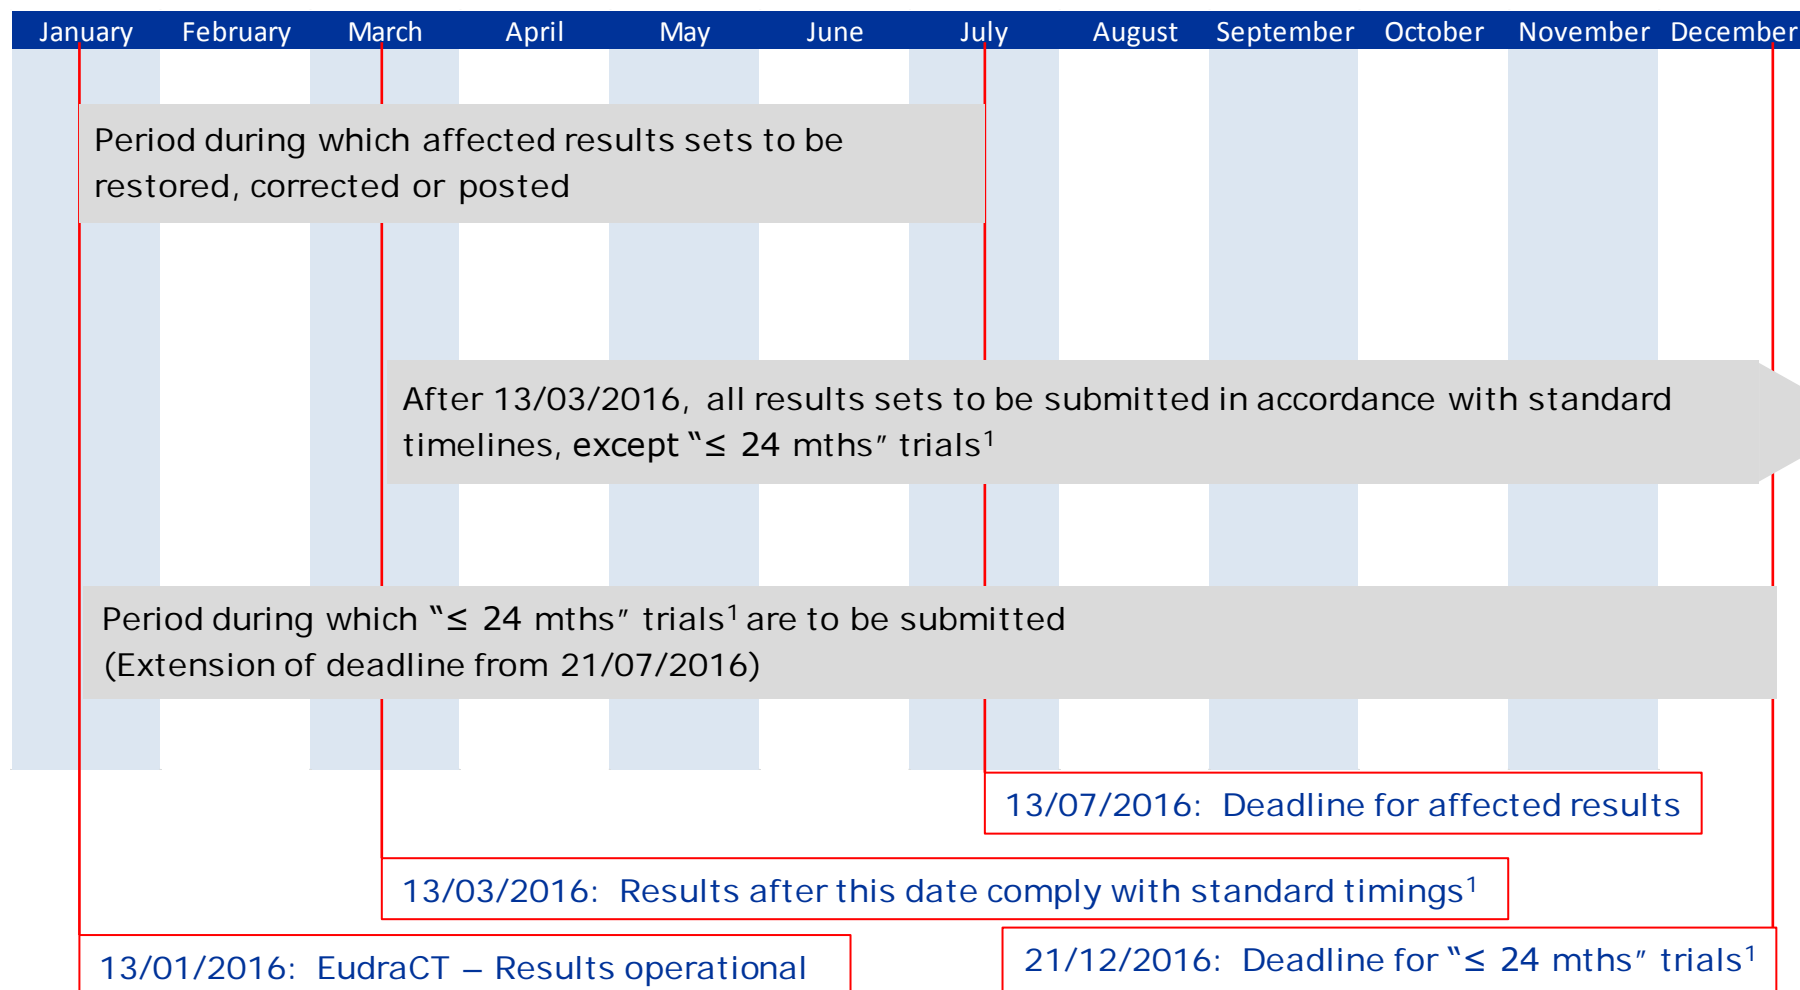 January February March April May June July August September October November December
Period during which affected results sets to be
restored, corrected or posted
After 13/03/2016, all results sets to be submitted in accordance with standard
timelines, except “≤ 24 mths” trials¹
Period during which “≤ 24 mths” trials¹ are to be submitted
(Extension of deadline from 21/07/2016)
13/07/2016: Deadline for affected results
13/03/2016: Results after this date comply with standard timings¹
13/01/2016: EudraCT – Results operational
21/12/2016: Deadline for “≤ 24 mths” trials¹